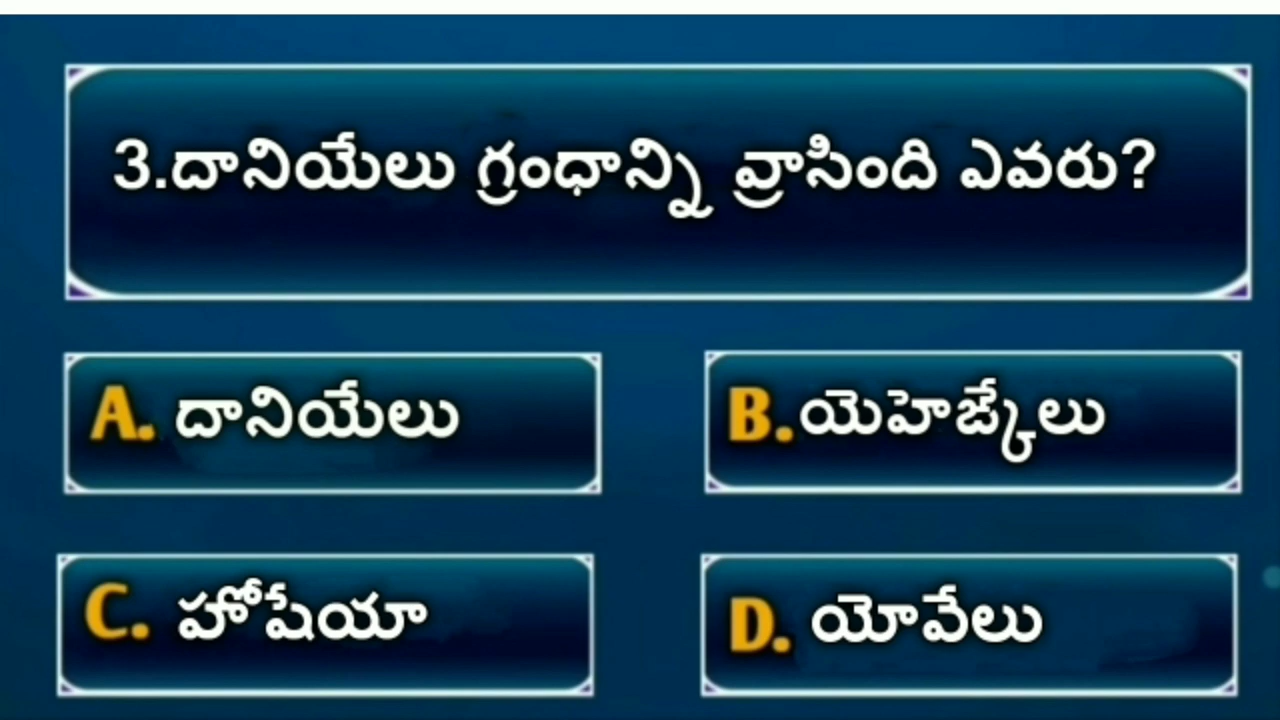 3.దానియేలు గ్రంధాన్ని వ్రాసింది ఎవరు?
A. దానియేలు
B.యెహెఙ్కేలు
C. హోషేయా
D. యోవేలు